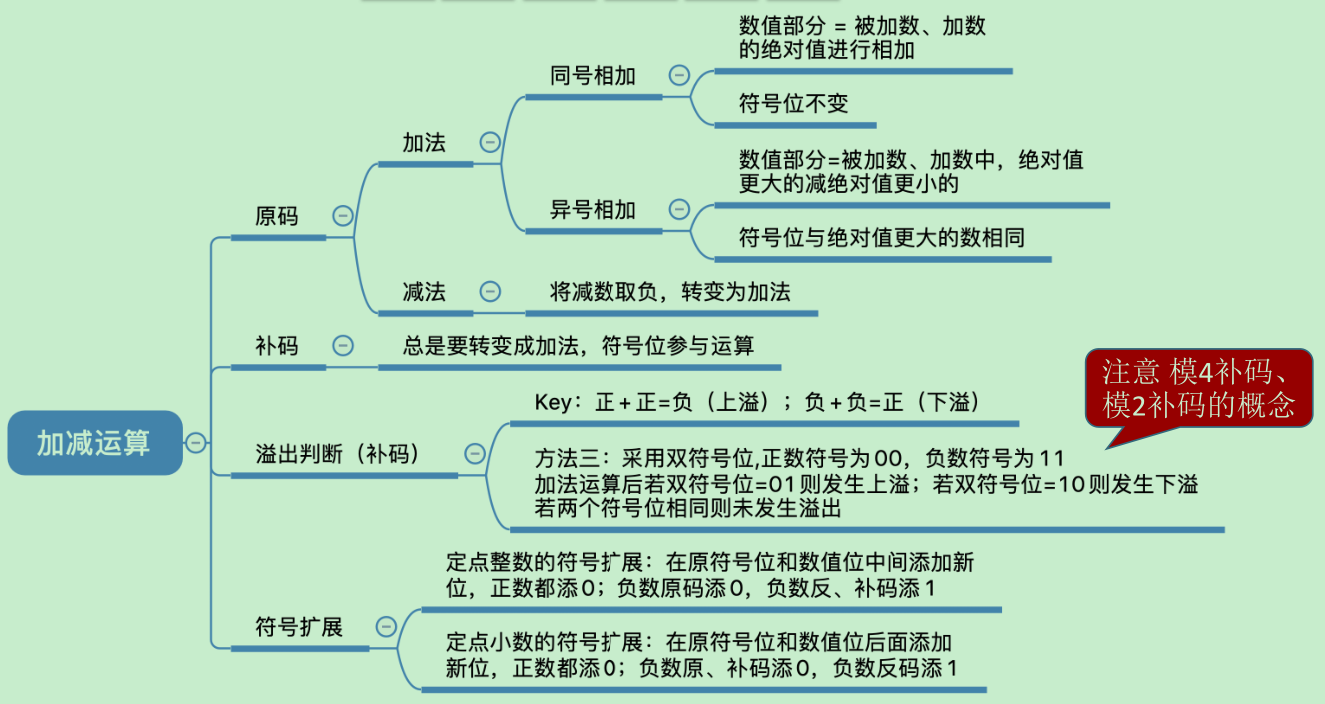 数值部分 = 被加数、加数
的绝对值进行相加
同号相加
符号位不变
加法
数值部分=被加数、加数中，绝对值
更大的减绝对值更小的
异号相加
原码
符号位与绝对值更大的数相同
减法
将减数取负，转变为加法
补码
总是要转变成加法，符号位参与运算
注意 模4补码、
模2补码的概念
Key：正+正=负（上溢）；负+负=正（下溢）
加减运算
溢出判断（补码）
方法三：采用双符号位,正数符号为00，负数符号为11
加法运算后若双符号位=01则发生上溢；若双符号位=10则发生下溢
若两个符号位相同则未发生溢出
定点整数的符号扩展：在原符号位和数值位中间添加新
位，正数都添0；负数原码添0，负数反、补码添1
符号扩展
定点小数的符号扩展：在原符号位和数值位后面添加
新位，正数都添0；负数原、补码添0，负数反码添1